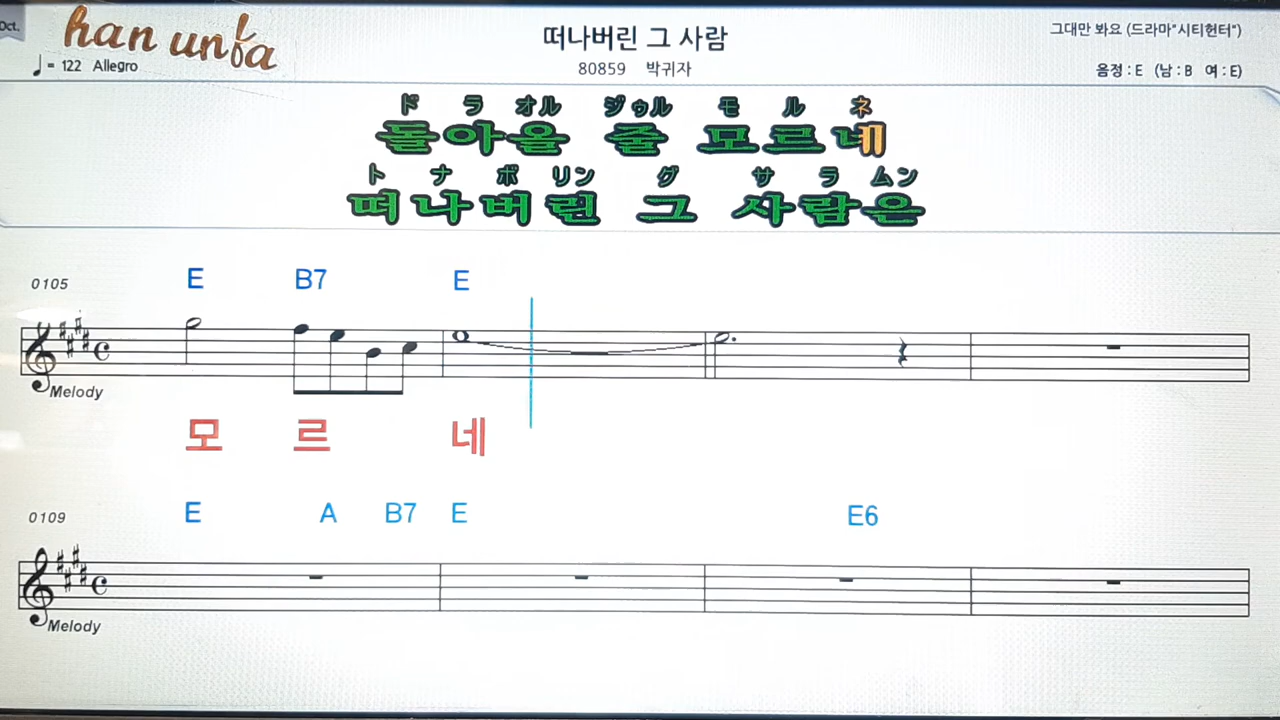 Oct.
han unfa
떠나버린 그 사람
그대만 봐요 (드라마"시티헌터")
♩= 122 Allegro
80859 박귀자
음정 : E (남 : B 여 : E)
ド ラ オル ジゥル モ ル ネ
돌아올 줄 모르네
ト ナ ボ リン グ サ ラ ムン
떠나버린 그 사람은
0105 E B7 E
Melody
모 르 네
0109 E A B7 E E6
Melody